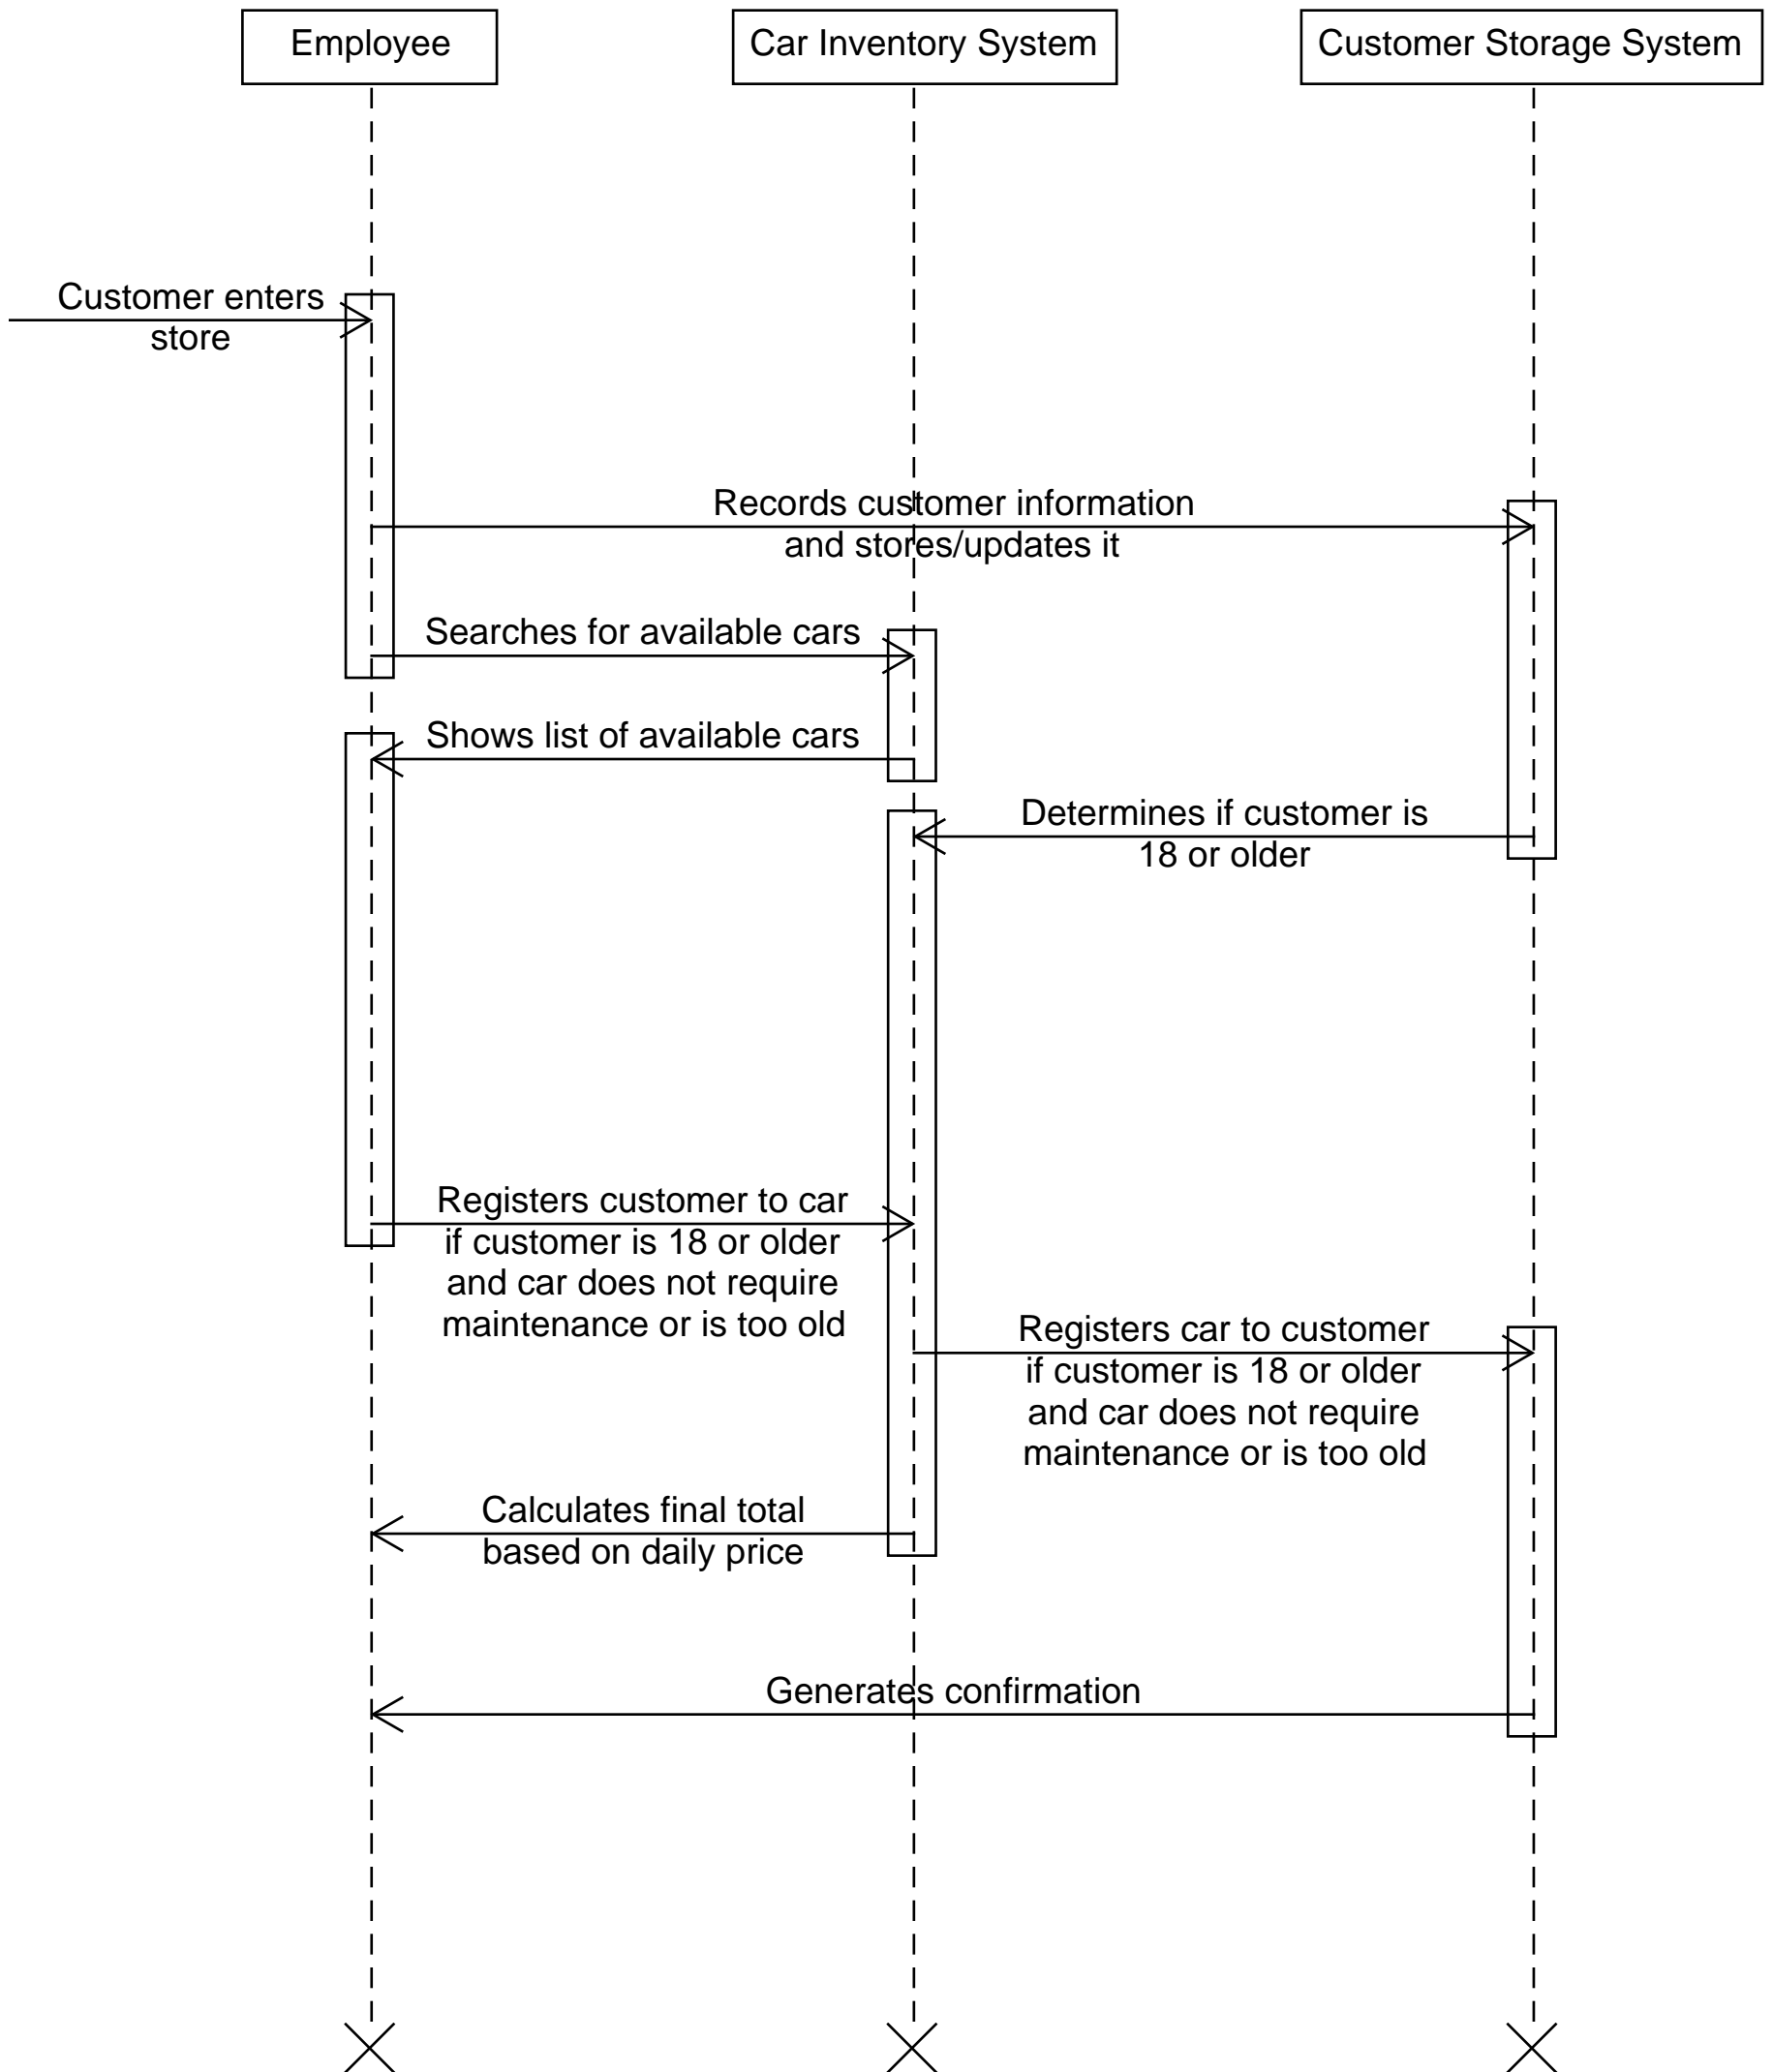 Employee
Car Inventory System
Customer Storage System
Customer enters
store
Records customer information
and stores/updates it
Searches for available cars
Shows list of available cars
Determines if customer is
18 or older
Registers customer to car
if customer is 18 or older
and car does not require
maintenance or is too old
Registers car to customer
if customer is 18 or older
and car does not require
maintenance or is too old
Calculates final total
based on daily price
Generates confirmation